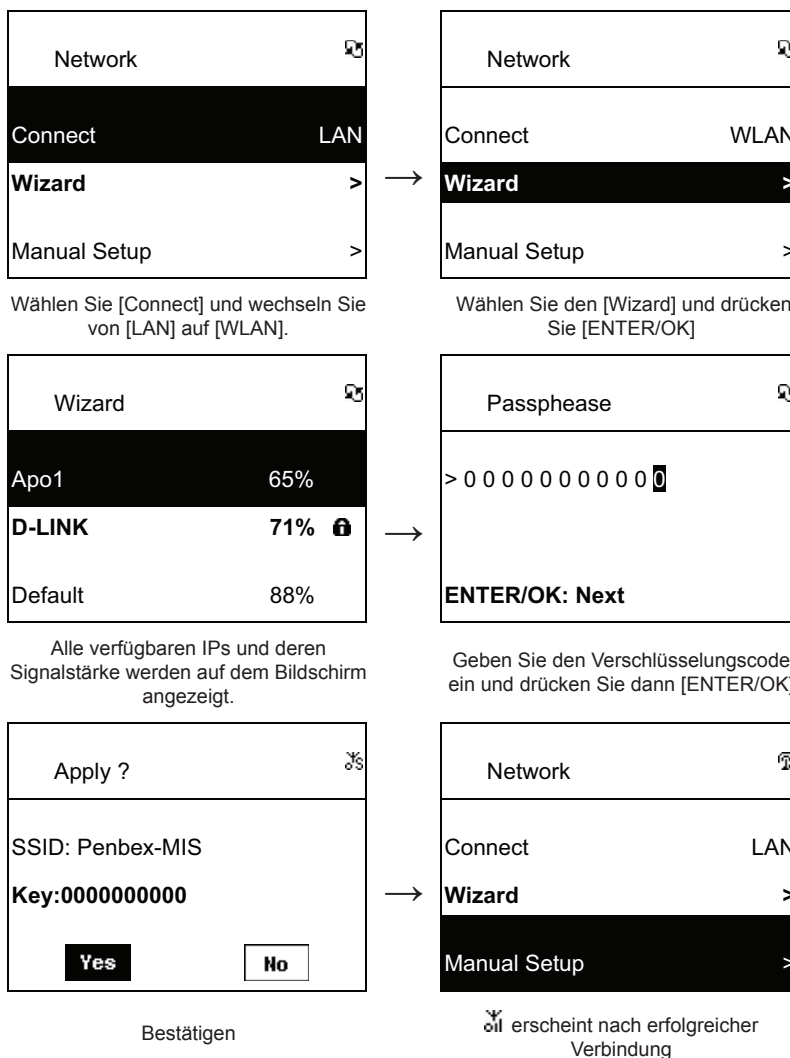 Network
Connect LAN
Wizard >
Manual Setup >
→
Network
Connect WLAN
Wizard >
Manual Setup >
Wählen Sie [Connect] und wechseln Sie
von [LAN] auf [WLAN].
Wählen Sie den [Wizard] und drücken
Sie [ENTER/OK]
Wizard
Apo1 65%
D-LINK 71%
Default 88%
→
Passphease
> 0 0 0 0 0 0 0 0 0 0 0
ENTER/OK: Next
Alle verfügbaren IPs und deren
Signalstärke werden auf dem Bildschirm
angezeigt.
Geben Sie den Verschlüsselungscode
ein und drücken Sie dann [ENTER/OK]
Apply ?
SSID: Penbex-MIS
Key:0000000000
Yes No
→
Network
Connect LAN
Wizard >
Manual Setup >
Bestätigen
erscheint nach erfolgreicher
Verbindung